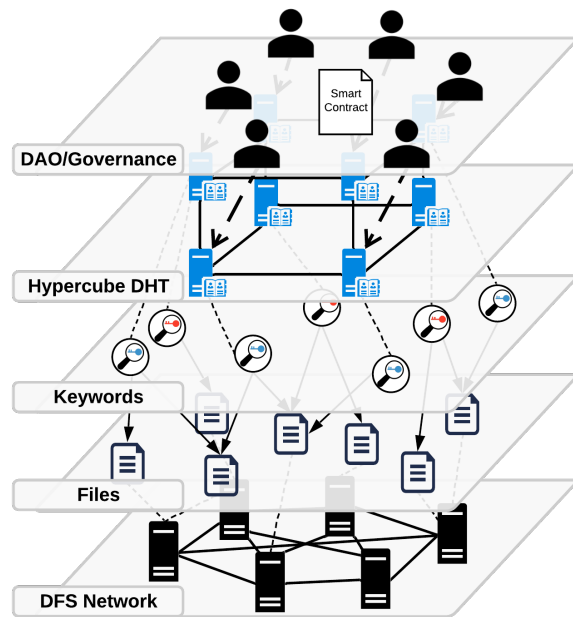 Smart
Contract
DAO/Governance
Hypercube DHT
Keywords
Files
DFS Network